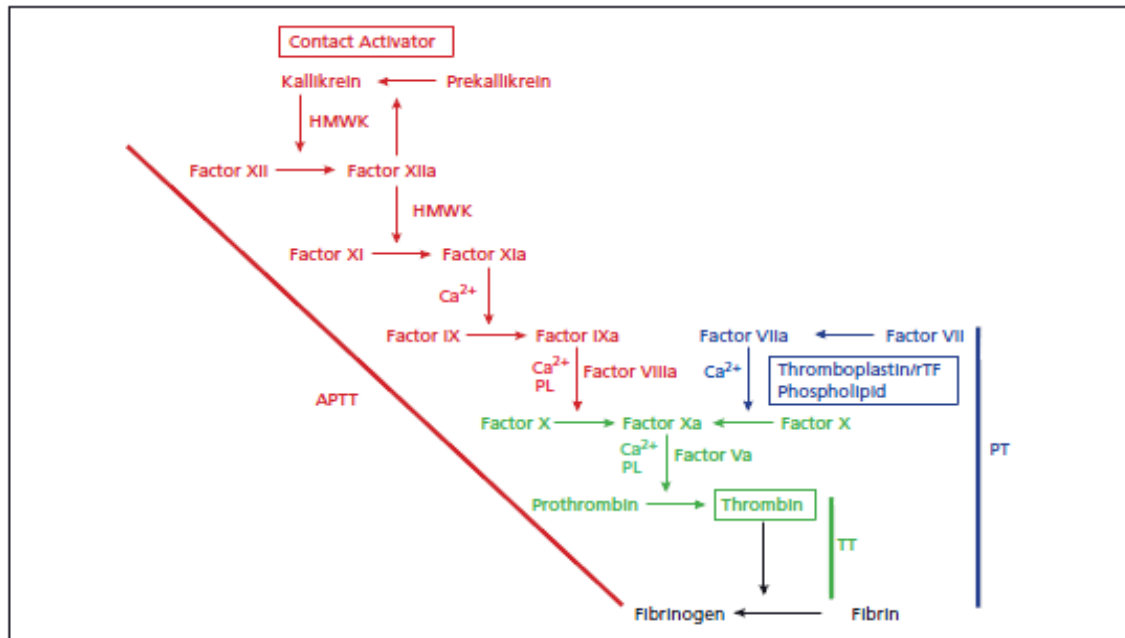 Contact Activator
Kallikrein Prekallikrein
HMWK
Factor XII Factor XIIa
HMWK
Factor XI Factor XIa
Ca2+
Factor IX Factor IXa Factor VIIa Factor VII
Ca2+ Factor VIIIa Ca2+ Thromboplastin/rTF
PL Phospholipid
APTT
Factor X Factor Xa Factor X
Ca2+ Factor Va PT
PL
Prothrombin Thrombin
TT
Fibrinogen Fibrin